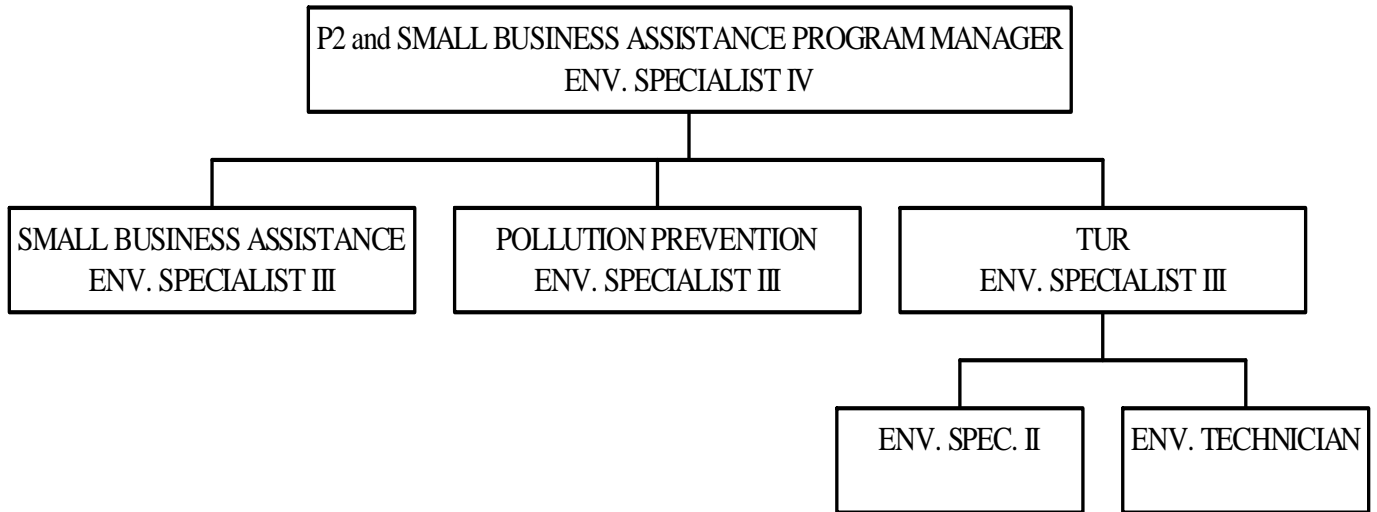 P2 and SMALL BUSINESS ASSISTANCE PROGRAM MANAGER
ENV. SPECIALIST IV
SMALL BUSINESS ASSISTANCE
ENV. SPECIALIST III
POLLUTION PREVENTION
ENV. SPECIALIST III
TUR
ENV. SPECIALIST III
ENV. SPEC. II
ENV. TECHNICIAN